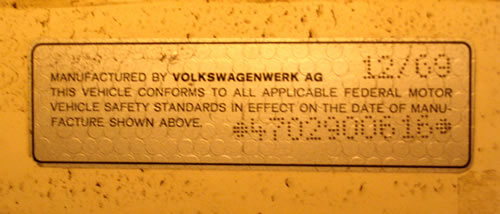 12/69
MANUFACTURED BY VOLKSWAGENWERK AG
THIS VEHICLE CONFORMS TO ALL APPLICABLE FEDERAL MOTOR
VEHICLE SAFETY STANDARDS IN EFFECT ON THE DATE OF MANU-
FACTURE SHOWN ABOVE.
*4702900616*